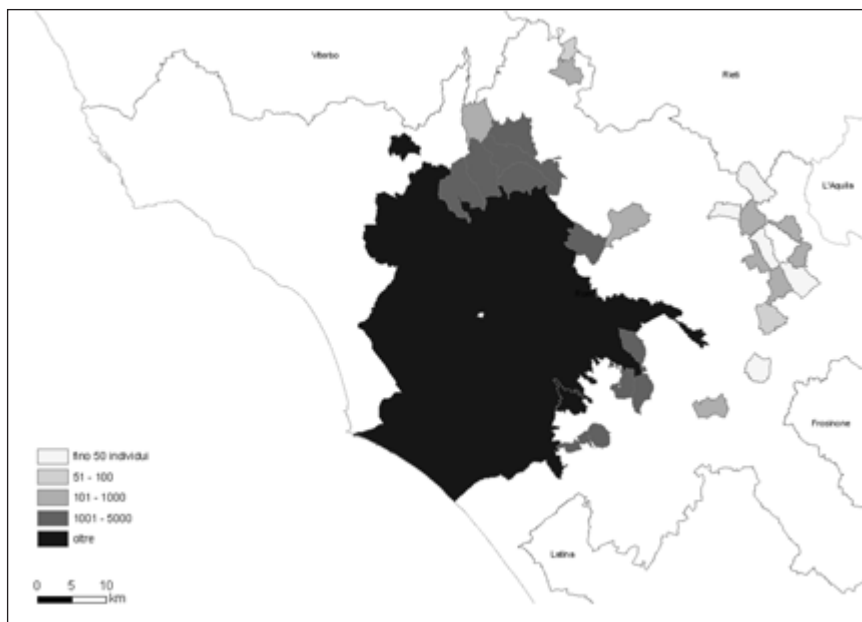 Viterbo
Rieti
L'Aquila
Frosinone
Latina
fino 50 individui
51 - 100
101 - 1000
1001 - 5000
oltre
0 5 10
km